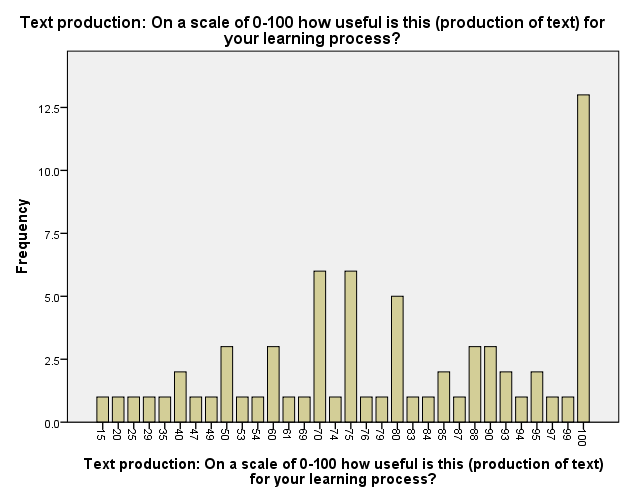 Text production: On a scale of 0-100 how useful is this (production of text) for
your learning process?
Frequency
12.5
10.0
7.5
5.0
2.5
0.0
15 20 25 29 35 40 47 49 50 53 54 60 61 69 70 74 75 76 79 80 83 84 85 87 88 90 93 94 95 97 99 100
Text production: On a scale of 0-100 how useful is this (production of text)
for your learning process?